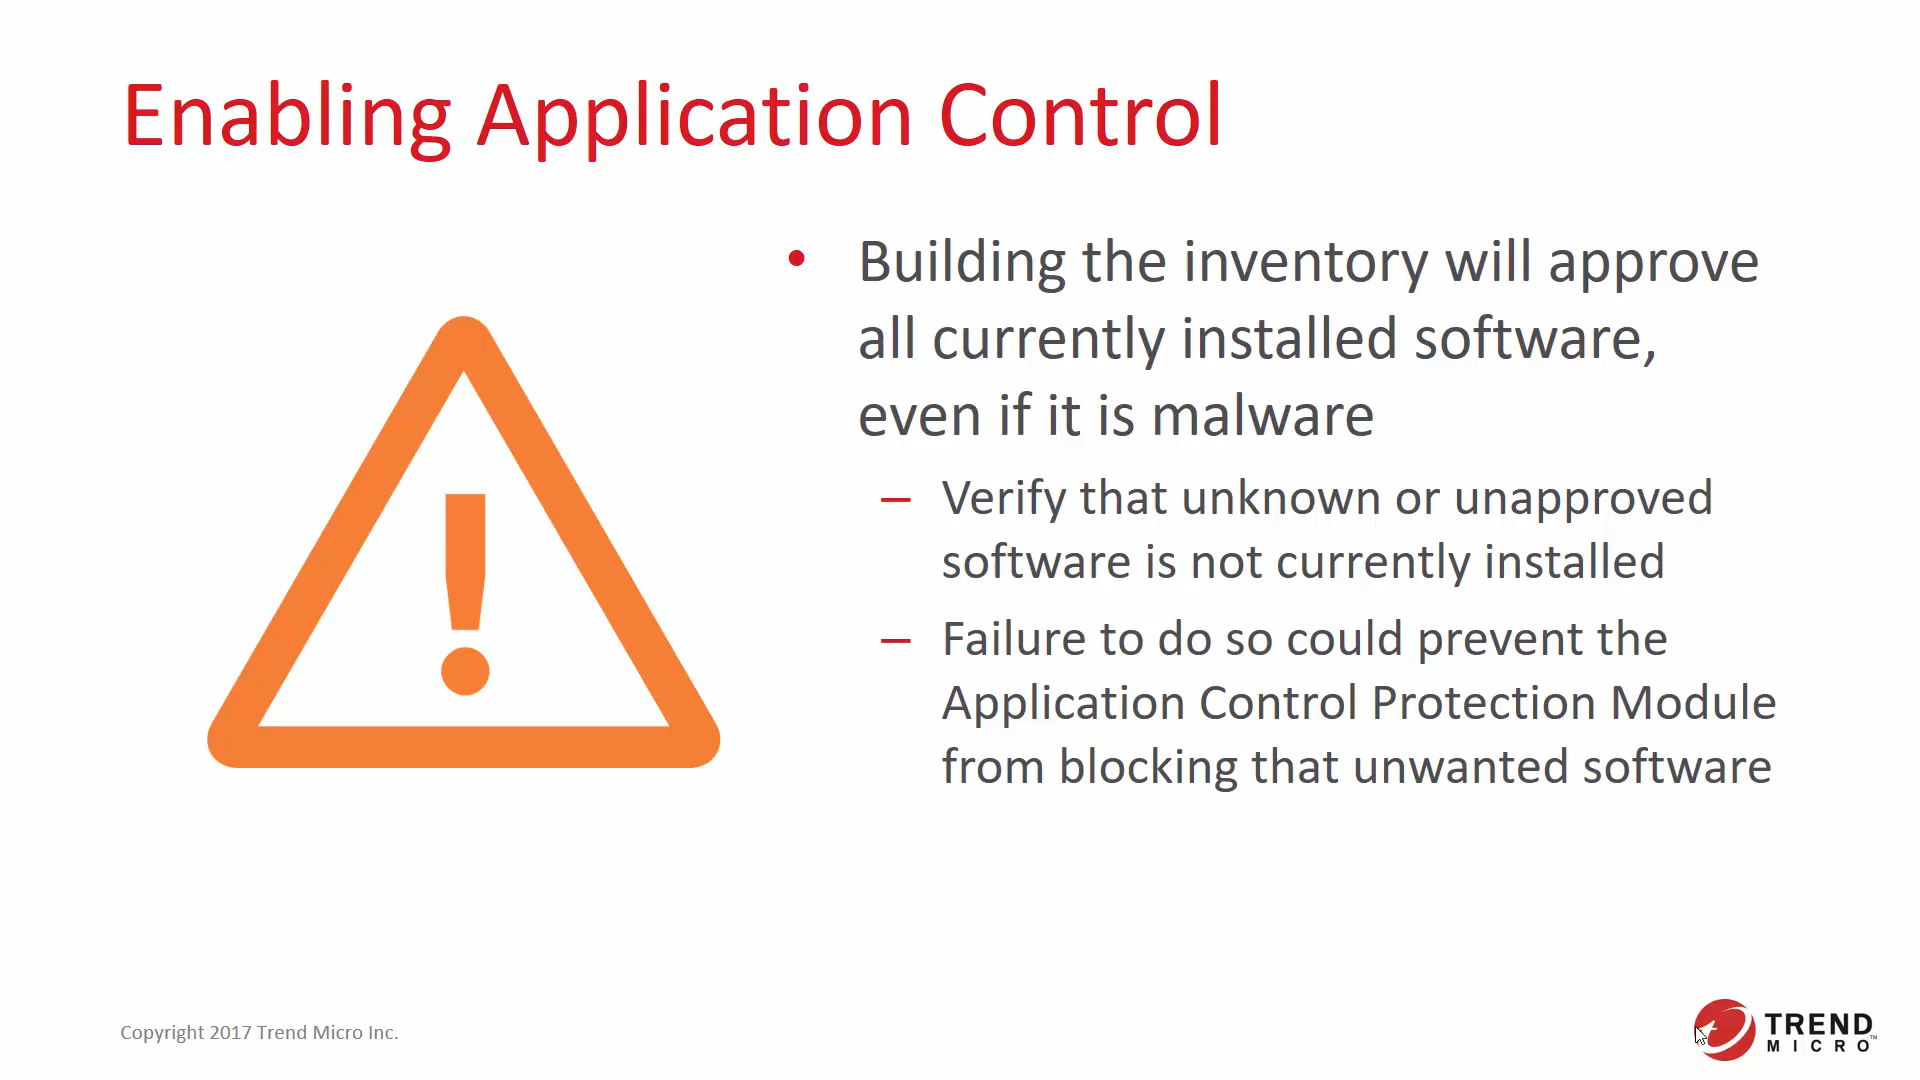 Enabling Application Control
• Building the inventory will approve
all currently installed software,
even if it is malware
– Verify that unknown or unapproved
software is not currently installed
– Failure to do so could prevent the
Application Control Protection Module
from blocking that unwanted software
Copyright 2017 Trend Micro Inc.
TREND
MICRO™